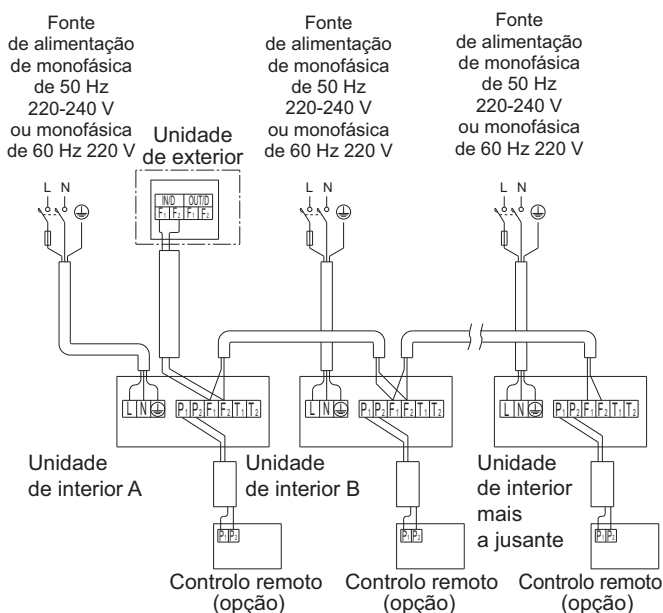 Fonte
de alimentação
de monofásica
de 50 Hz
220-240 V
ou monofásica
de 60 Hz 220 V
Fonte
de alimentação
de monofásica
de 50 Hz
220-240 V
ou monofásica
de 60 Hz 220 V
Fonte
de alimentação
de monofásica
de 50 Hz
220-240 V
ou monofásica
de 60 Hz 220 V
Unidade
de exterior
L N
IN/D OUT/D
F1 F2 F1 F2
L N
L N
L N
P1 P2 F1 F2 T1 T2
L N
P1 P2 F1 F2 T1 T2
L N
P1 P2 F1 F2 T1 T2
Unidade
de interior A
Unidade
de interior B
Unidade
de interior
mais
a jusante
P1 P2
P1 P2
P1 P2
Controlo remoto
(opção)
Controlo remoto
(opção)
Controlo remoto
(opção)